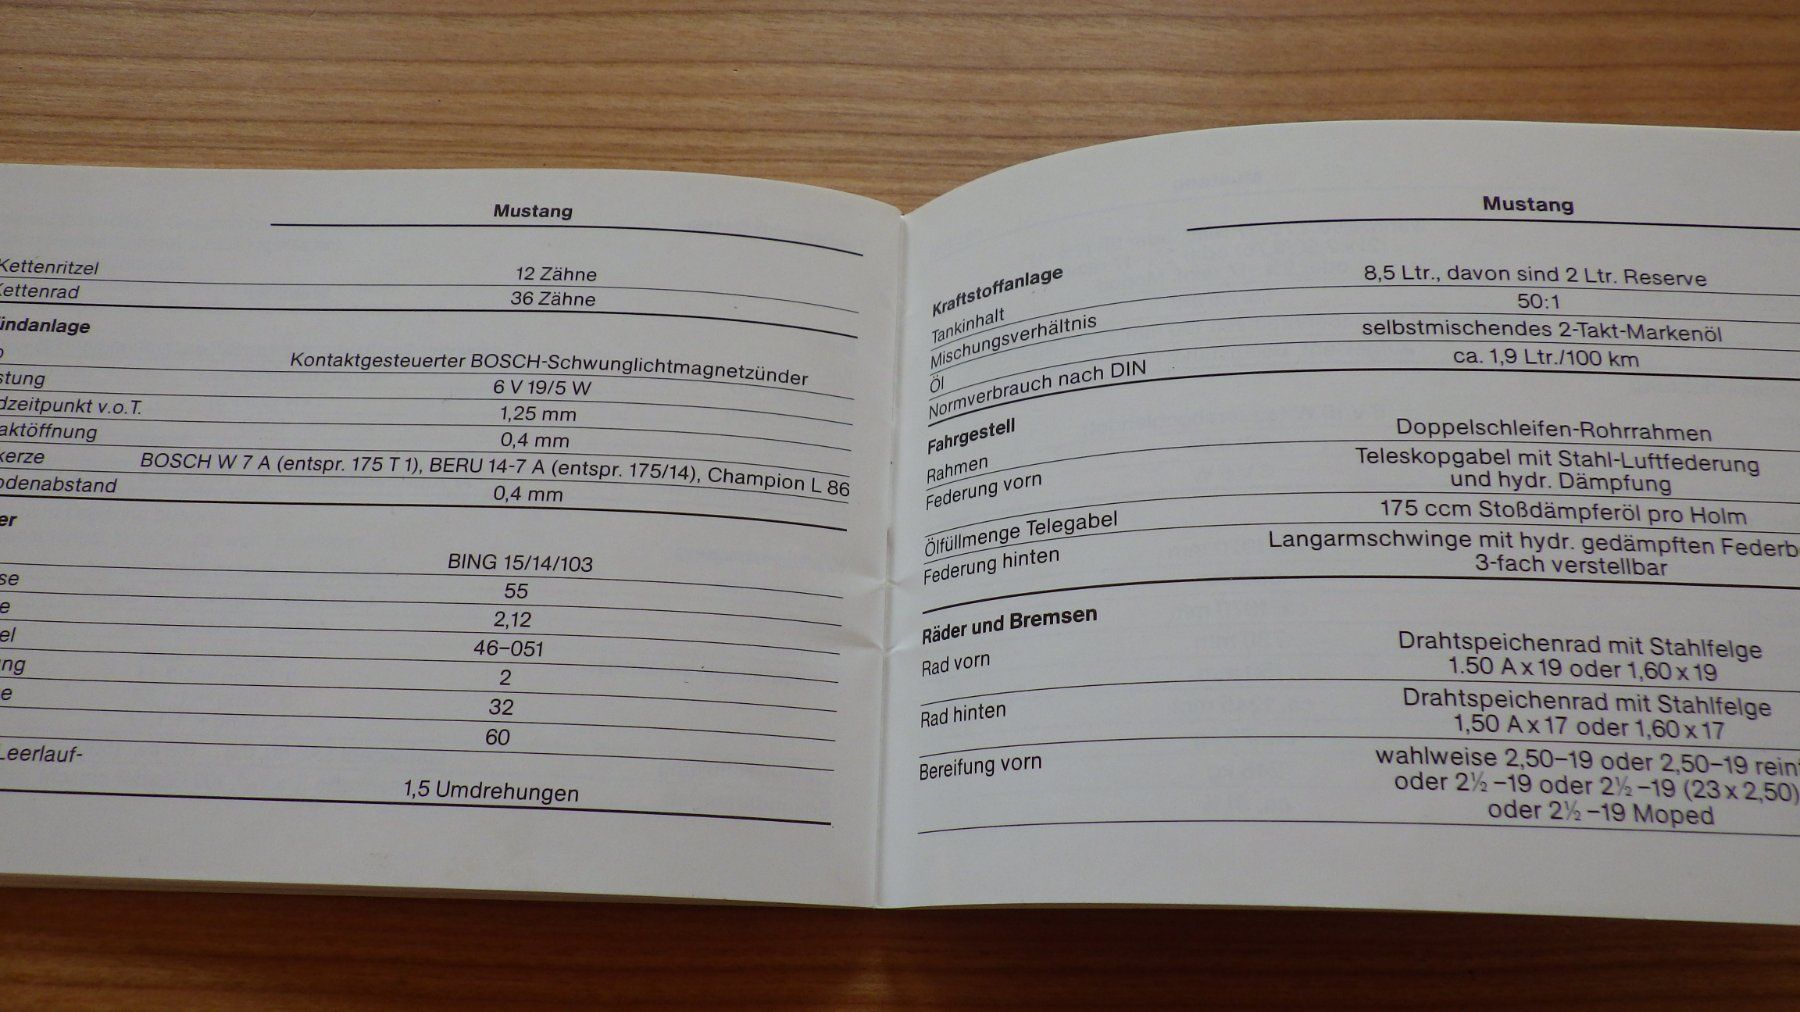 Mustang
Kettenritzel 12 Zähne
Kettenrad 36 Zähne
ündanlage
Kontaktgesteuerter BOSCH-Schwunglichtmagnetzünder
stung 6 V 19/5 W
dzeitpunkt v.o.T. 1,25 mm
aktöffnung 0,4 mm
kerze BOSCH W 7 A (entspr. 175 T 1), BERU 14-7 A (entspr. 175/14), Champion L 86
odenabstand 0,4 mm
er
BING 15/14/103
se 55
e 2,12
el 46–051
ng 2
e 32
60
Leerlauf-
1,5 Umdrehungen
Mustang
Kraftstoffanlage
Tankinhalt 8,5 Ltr., davon sind 2 Ltr. Reserve
Mischungsverhältnis 50:1
Öl selbstmischendes 2-Takt-Markenöl
Normverbrauch nach DIN ca. 1,9 Ltr./100 km
Fahrgestell
Rahmen Doppelschleifen-Rohrrahmen
Federung vorn Teleskopgabel mit Stahl-Luftfederung
und hydr. Dämpfung
Ölfüllmenge Telegabel 175 ccm Stoßdämpferöl pro Holm
Federung hinten Langarmschwinge mit hydr. gedämpften Federb
3-fach verstellbar
Räder und Bremsen
Rad vorn Drahtspeichenrad mit Stahlfelge
1.50 A x 19 oder 1,60 x 19
Rad hinten Drahtspeichenrad mit Stahlfelge
1,50 A x 17 oder 1,60 x 17
Bereifung vorn wahlweise 2,50–19 oder 2,50–19 rein
oder 2½ –19 oder 2½ –19 (23 x 2,50)
oder 2½ –19 Moped